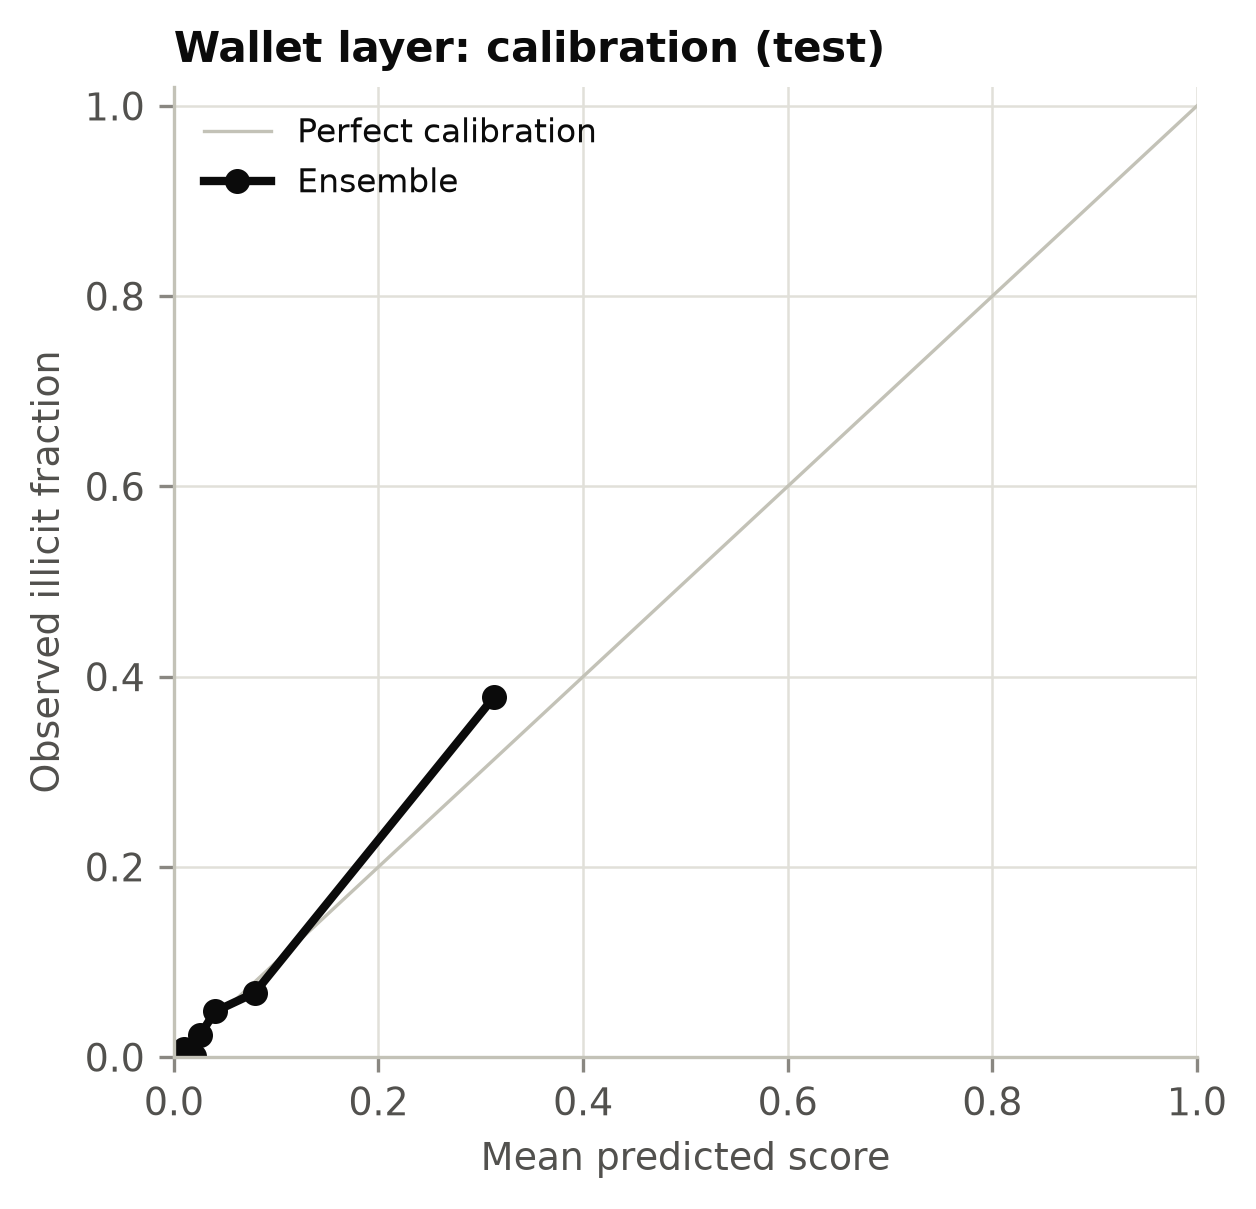 Wallet layer: calibration (test)
Perfect calibration
Ensemble
1.0
0.8
0.6
0.4
0.2
0.0
Observed illicit fraction
0.0 0.2 0.4 0.6 0.8 1.0
Mean predicted score